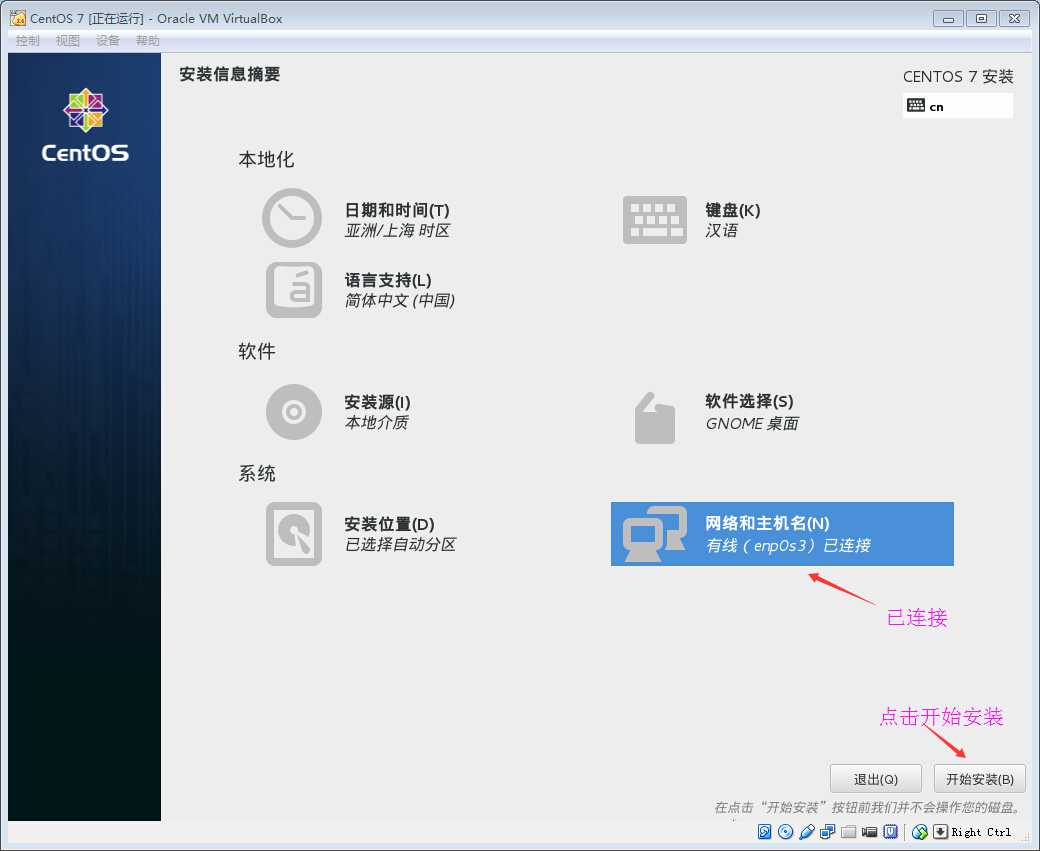 CentOS 7 [正在运行] - Oracle VM VirtualBox
控制 视图 设备 帮助
CentOS
安装信息摘要
CENTOS 7 安装
cn
本地化
日期和时间(T)
亚洲/上海 时区
键盘(K)
汉语
语言支持(L)
简体中文 (中国)
软件
安装源(I)
本地介质
软件选择(S)
GNOME 桌面
系统
安装位置(D)
已选择自动分区
网络和主机名(N)
有线（enp0s3）已连接
已连接
点击开始安装
退出(Q)
开始安装(B)
在点击“开始安装”按钮前我们并不会操作您的磁盘。
Right Ctrl